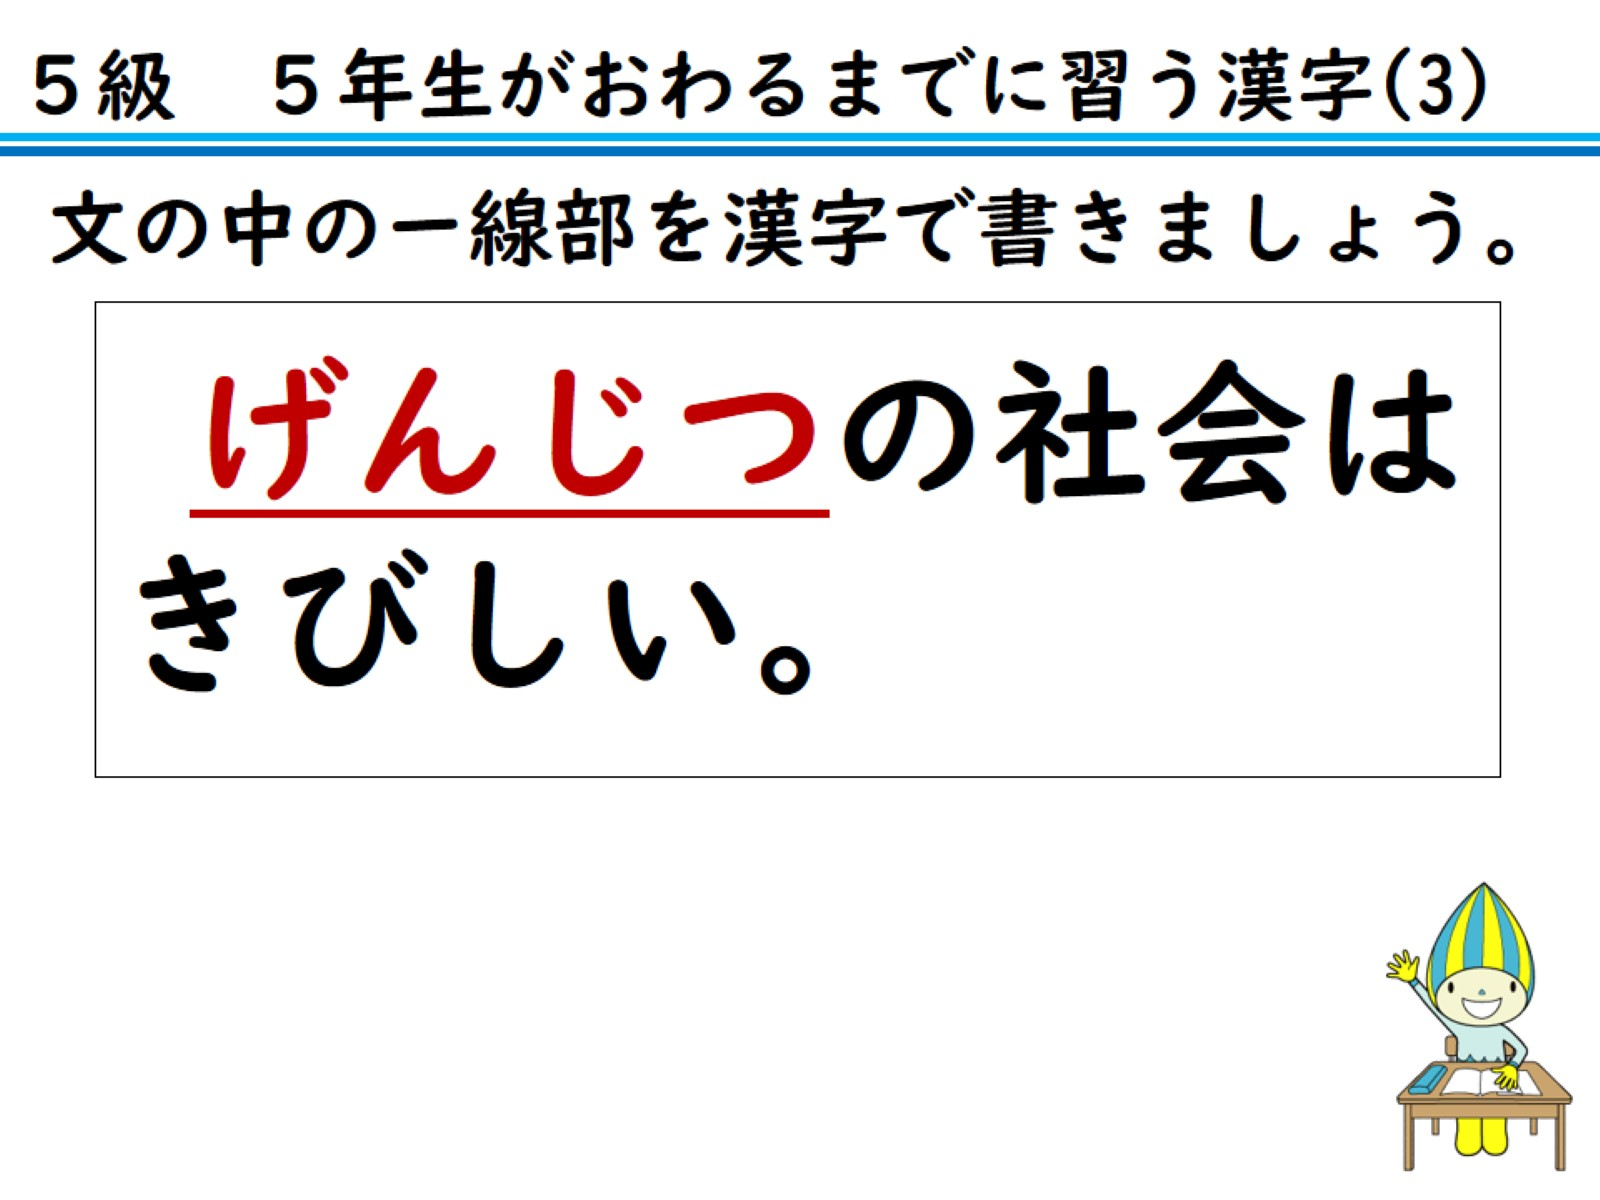 ５級　５年生がおわるまでに習う漢字(3)
文の中の一線部を漢字で書きましょう。
げんじつの社会は
きびしい。